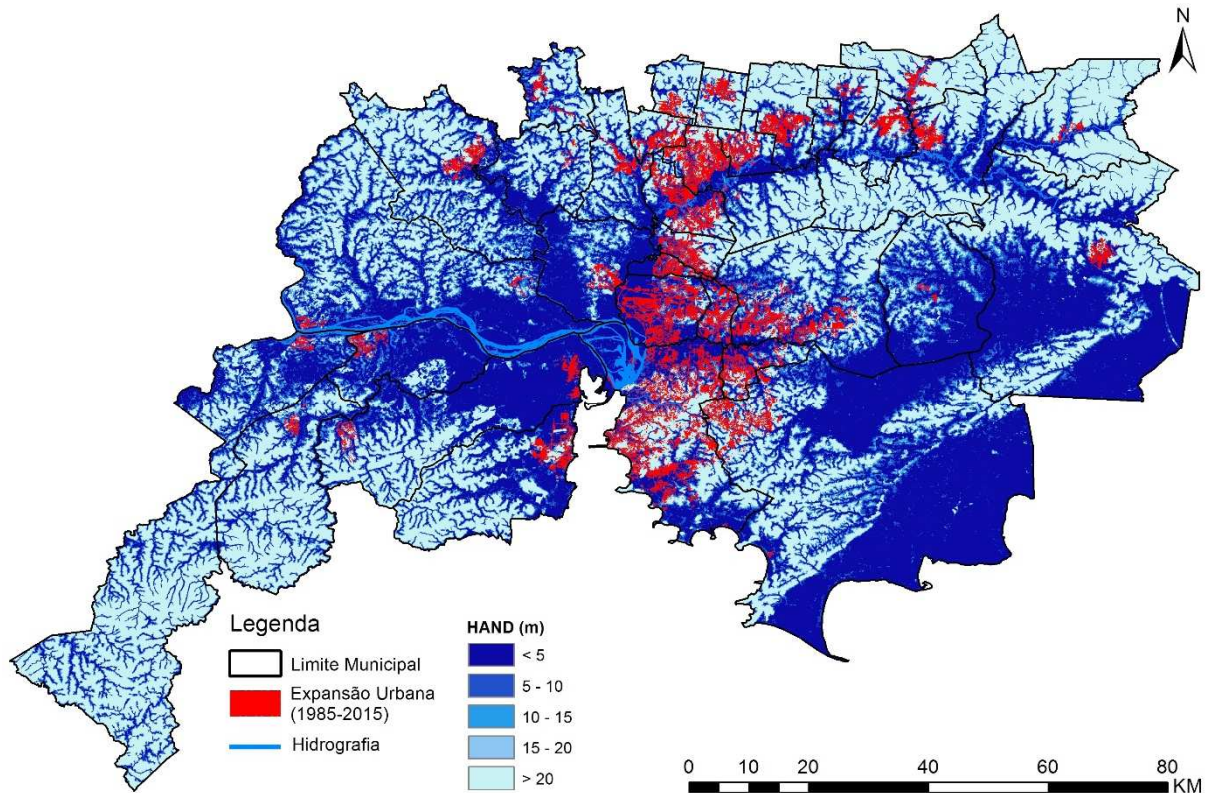 N
Legenda
Limite Municipal
Expansão Urbana
(1985-2015)
Hidrografia
HAND (m)
< 5
5 - 10
10 - 15
15 - 20
> 20
0 20 40 60 80
KM